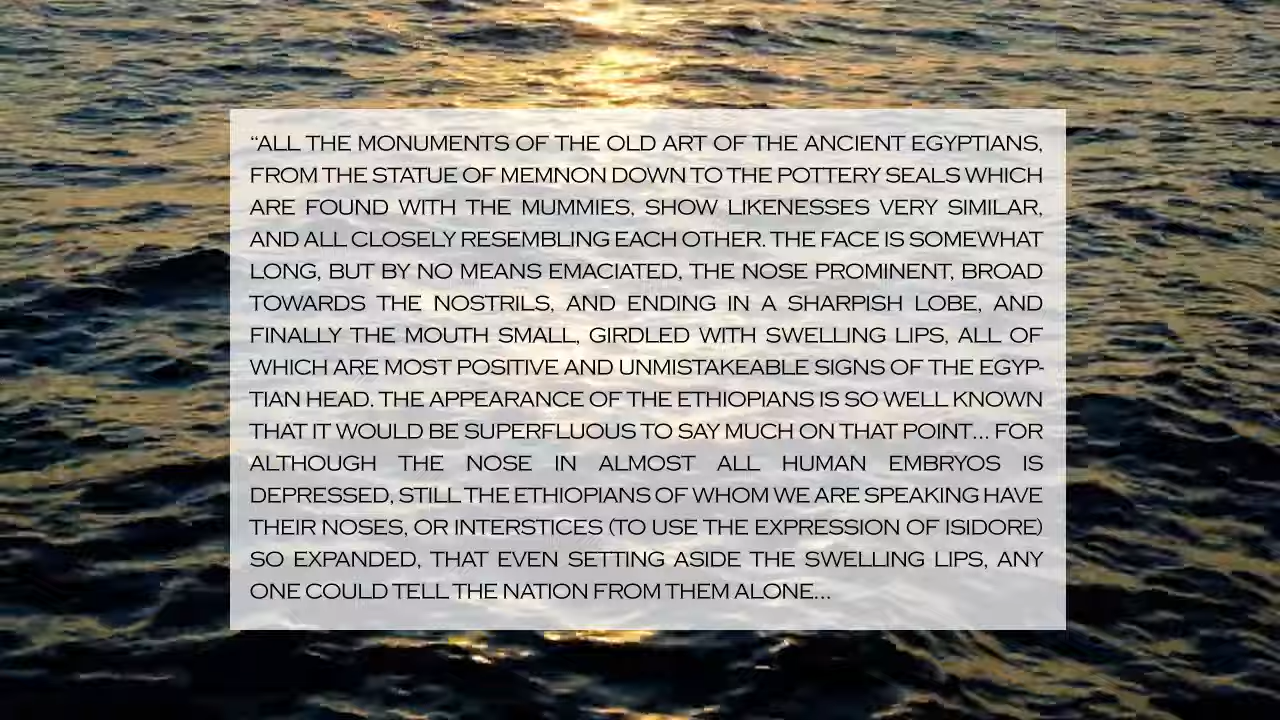 “ALL THE MONUMENTS OF THE OLD ART OF THE ANCIENT EGYPTIANS,
FROM THE STATUE OF MEMNON DOWN TO THE POTTERY SEALS WHICH
ARE FOUND WITH THE MUMMIES, SHOW LIKENESSES VERY SIMILAR,
AND ALL CLOSELY RESEMBLING EACH OTHER. THE FACE IS SOMEWHAT
LONG, BUT BY NO MEANS EMACIATED, THE NOSE PROMINENT, BROAD
TOWARDS THE NOSTRILS, AND ENDING IN A SHARPISH LOBE, AND
FINALLY THE MOUTH SMALL, GIRDLED WITH SWELLING LIPS, ALL OF
WHICH ARE MOST POSITIVE AND UNMISTAKEABLE SIGNS OF THE EGYP-
TIAN HEAD. THE APPEARANCE OF THE ETHIOPIANS IS SO WELL KNOWN
THAT IT WOULD BE SUPERFLUOUS TO SAY MUCH ON THAT POINT... FOR
ALTHOUGH THE NOSE IN ALMOST ALL HUMAN EMBRYOS IS
DEPRESSED, STILL THE ETHIOPIANS OF WHOM WE ARE SPEAKING HAVE
THEIR NOSES, OR INTERSTICES (TO USE THE EXPRESSION OF ISIDORE)
SO EXPANDED, THAT EVEN SETTING ASIDE THE SWELLING LIPS, ANY
ONE COULD TELL THE NATION FROM THEM ALONE...